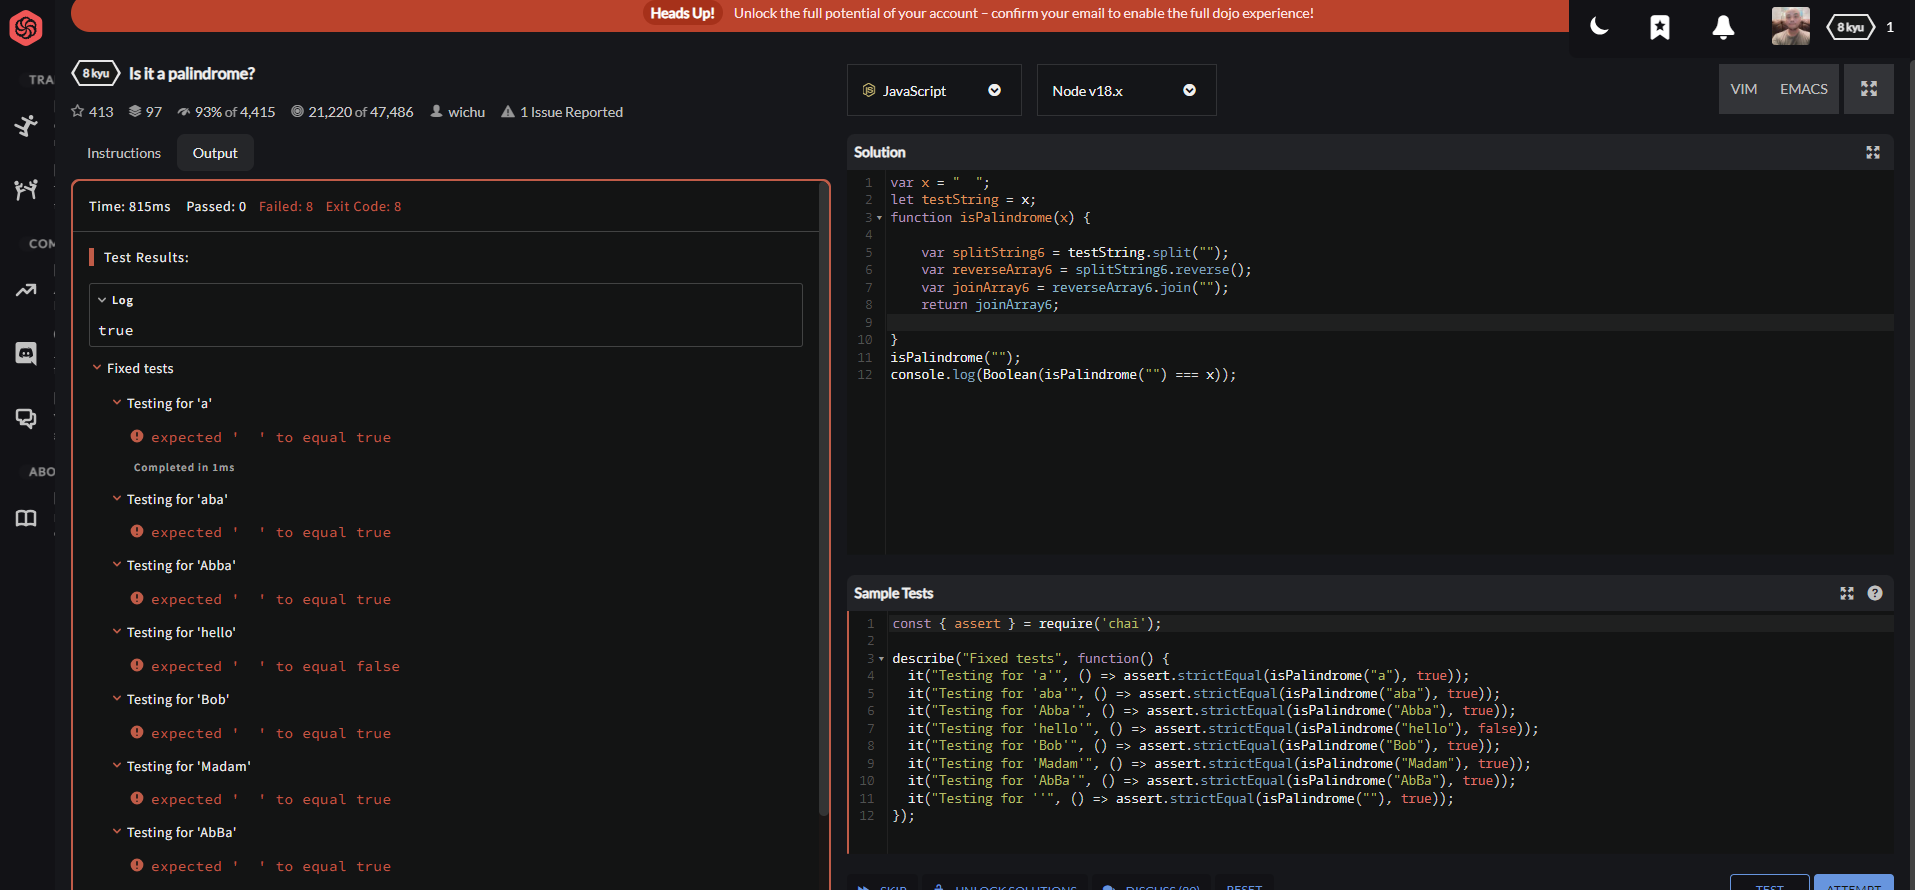 Heads Up! Unlock the full potential of your account – confirm your email to enable the full dojo experience!
8 kyu 1
TRA
COM
ABO
8 kyu Is it a palindrome?
413 97 93% of 4,415 21,220 of 47,486 wichu 1 Issue Reported
Instructions Output
Time: 815ms Passed: 0 Failed: 8 Exit Code: 8
Test Results:
Log
true
Fixed tests
Testing for 'a'
expected '  ' to equal true
Completed in 1ms
Testing for 'aba'
expected '  ' to equal true
Testing for 'Abba'
expected '  ' to equal true
Testing for 'hello'
expected '  ' to equal false
Testing for 'Bob'
expected '  ' to equal true
Testing for 'Madam'
expected '  ' to equal true
Testing for 'AbBa'
expected '  ' to equal true
JavaScript Node v18.x VIM EMACS
Solution
1 var x = "  ";
2 let testString = x;
3 function isPalindrome(x) {
4
5 var splitString6 = testString.split("");
6 var reverseArray6 = splitString6.reverse();
7 var joinArray6 = reverseArray6.join("");
8 return joinArray6;
9
10 }
11 isPalindrome("");
12 console.log(Boolean(isPalindrome("") === x));
Sample Tests
1 const { assert } = require('chai');
2
3 describe("Fixed tests", function() {
4 it("Testing for 'a'", () => assert.strictEqual(isPalindrome("a"), true));
5 it("Testing for 'aba'", () => assert.strictEqual(isPalindrome("aba"), true));
6 it("Testing for 'Abba'", () => assert.strictEqual(isPalindrome("Abba"), true));
7 it("Testing for 'hello'", () => assert.strictEqual(isPalindrome("hello"), false));
8 it("Testing for 'Bob'", () => assert.strictEqual(isPalindrome("Bob"), true));
9 it("Testing for 'Madam'", () => assert.strictEqual(isPalindrome("Madam"), true));
10 it("Testing for 'AbBa'", () => assert.strictEqual(isPalindrome("AbBa"), true));
11 it("Testing for ''", () => assert.strictEqual(isPalindrome(""), true));
12 });
SKIP UNLOCK SOLUTIONS DISCUSS (80) RESET TEST ATTEMPT